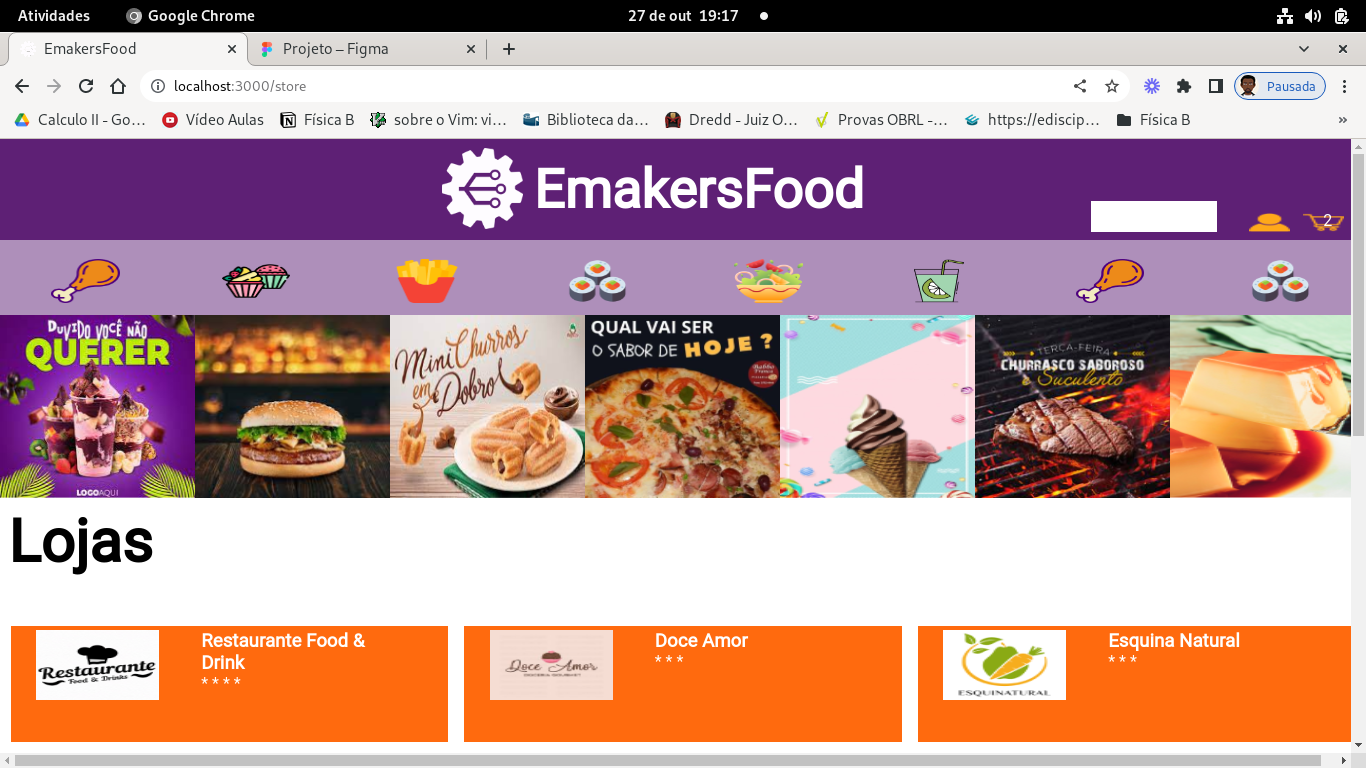 Atividades
Google Chrome
27 de out 19:17
EmakersFood
Projeto – Figma
localhost:3000/store
Pausada
Calculo II - Go…
Vídeo Aulas
Física B
sobre o Vim: vi…
Biblioteca da…
Dredd - Juiz O…
Provas OBRL -…
https://ediscip…
Física B
»
EmakersFood
2
DUVIDO VOCÊ NÃO
QUERER
LOGOAQUI
Mini Churros
em Dobro!
QUAL VAI SER
O SABOR DE HOJE ?
TERÇA-FEIRA
CHURRASCO SABOROSO
e Suculento
Lojas
Restaurante
Food & Drinks
Restaurante Food &
Drink
* * * *
Doce Amor
DOCERIA GOURMET
Doce Amor
* * *
ESQUINATURAL
Esquina Natural
* * *